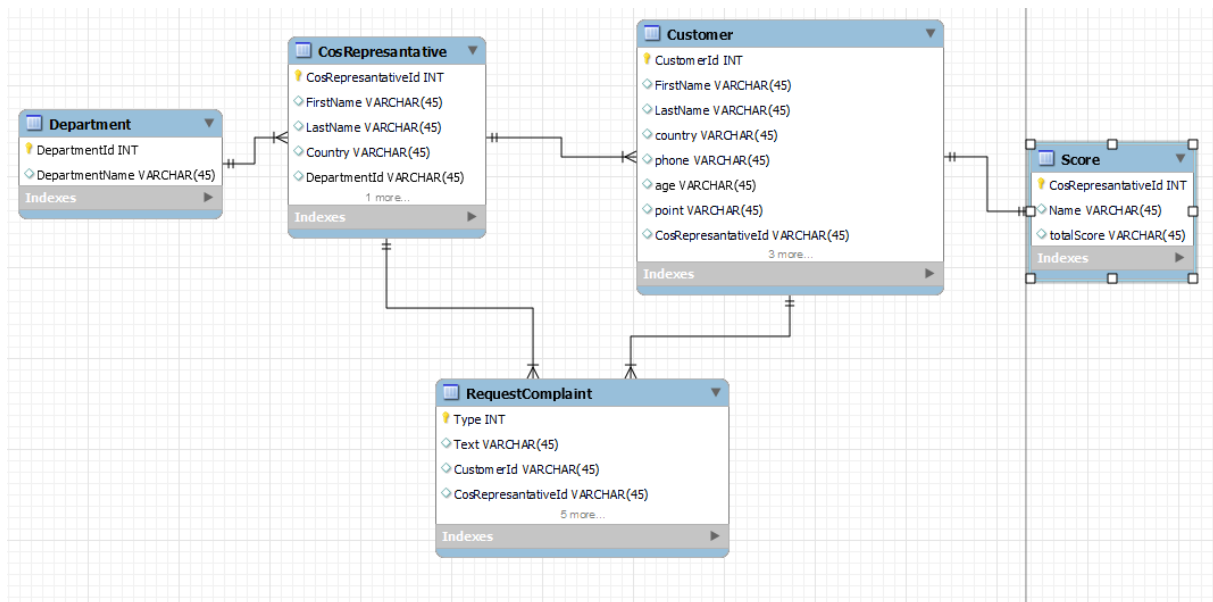 Department
DepartmentId INT
DepartmentName VARCHAR(45)
Indexes
CosRepresantative
CosRepresantativeId INT
FirstName VARCHAR(45)
LastName VARCHAR(45)
Country VARCHAR(45)
DepartmentId VARCHAR(45)
1 more...
Indexes
Customer
CustomerId INT
FirstName VARCHAR(45)
LastName VARCHAR(45)
country VARCHAR(45)
phone VARCHAR(45)
age VARCHAR(45)
point VARCHAR(45)
CosRepresantativeId VARCHAR(45)
3 more...
Indexes
Score
CosRepresantativeId INT
Name VARCHAR(45)
totalScore VARCHAR(45)
Indexes
RequestComplaint
Type INT
Text VARCHAR(45)
CustomerId VARCHAR(45)
CosRepresantativeId VARCHAR(45)
5 more...
Indexes